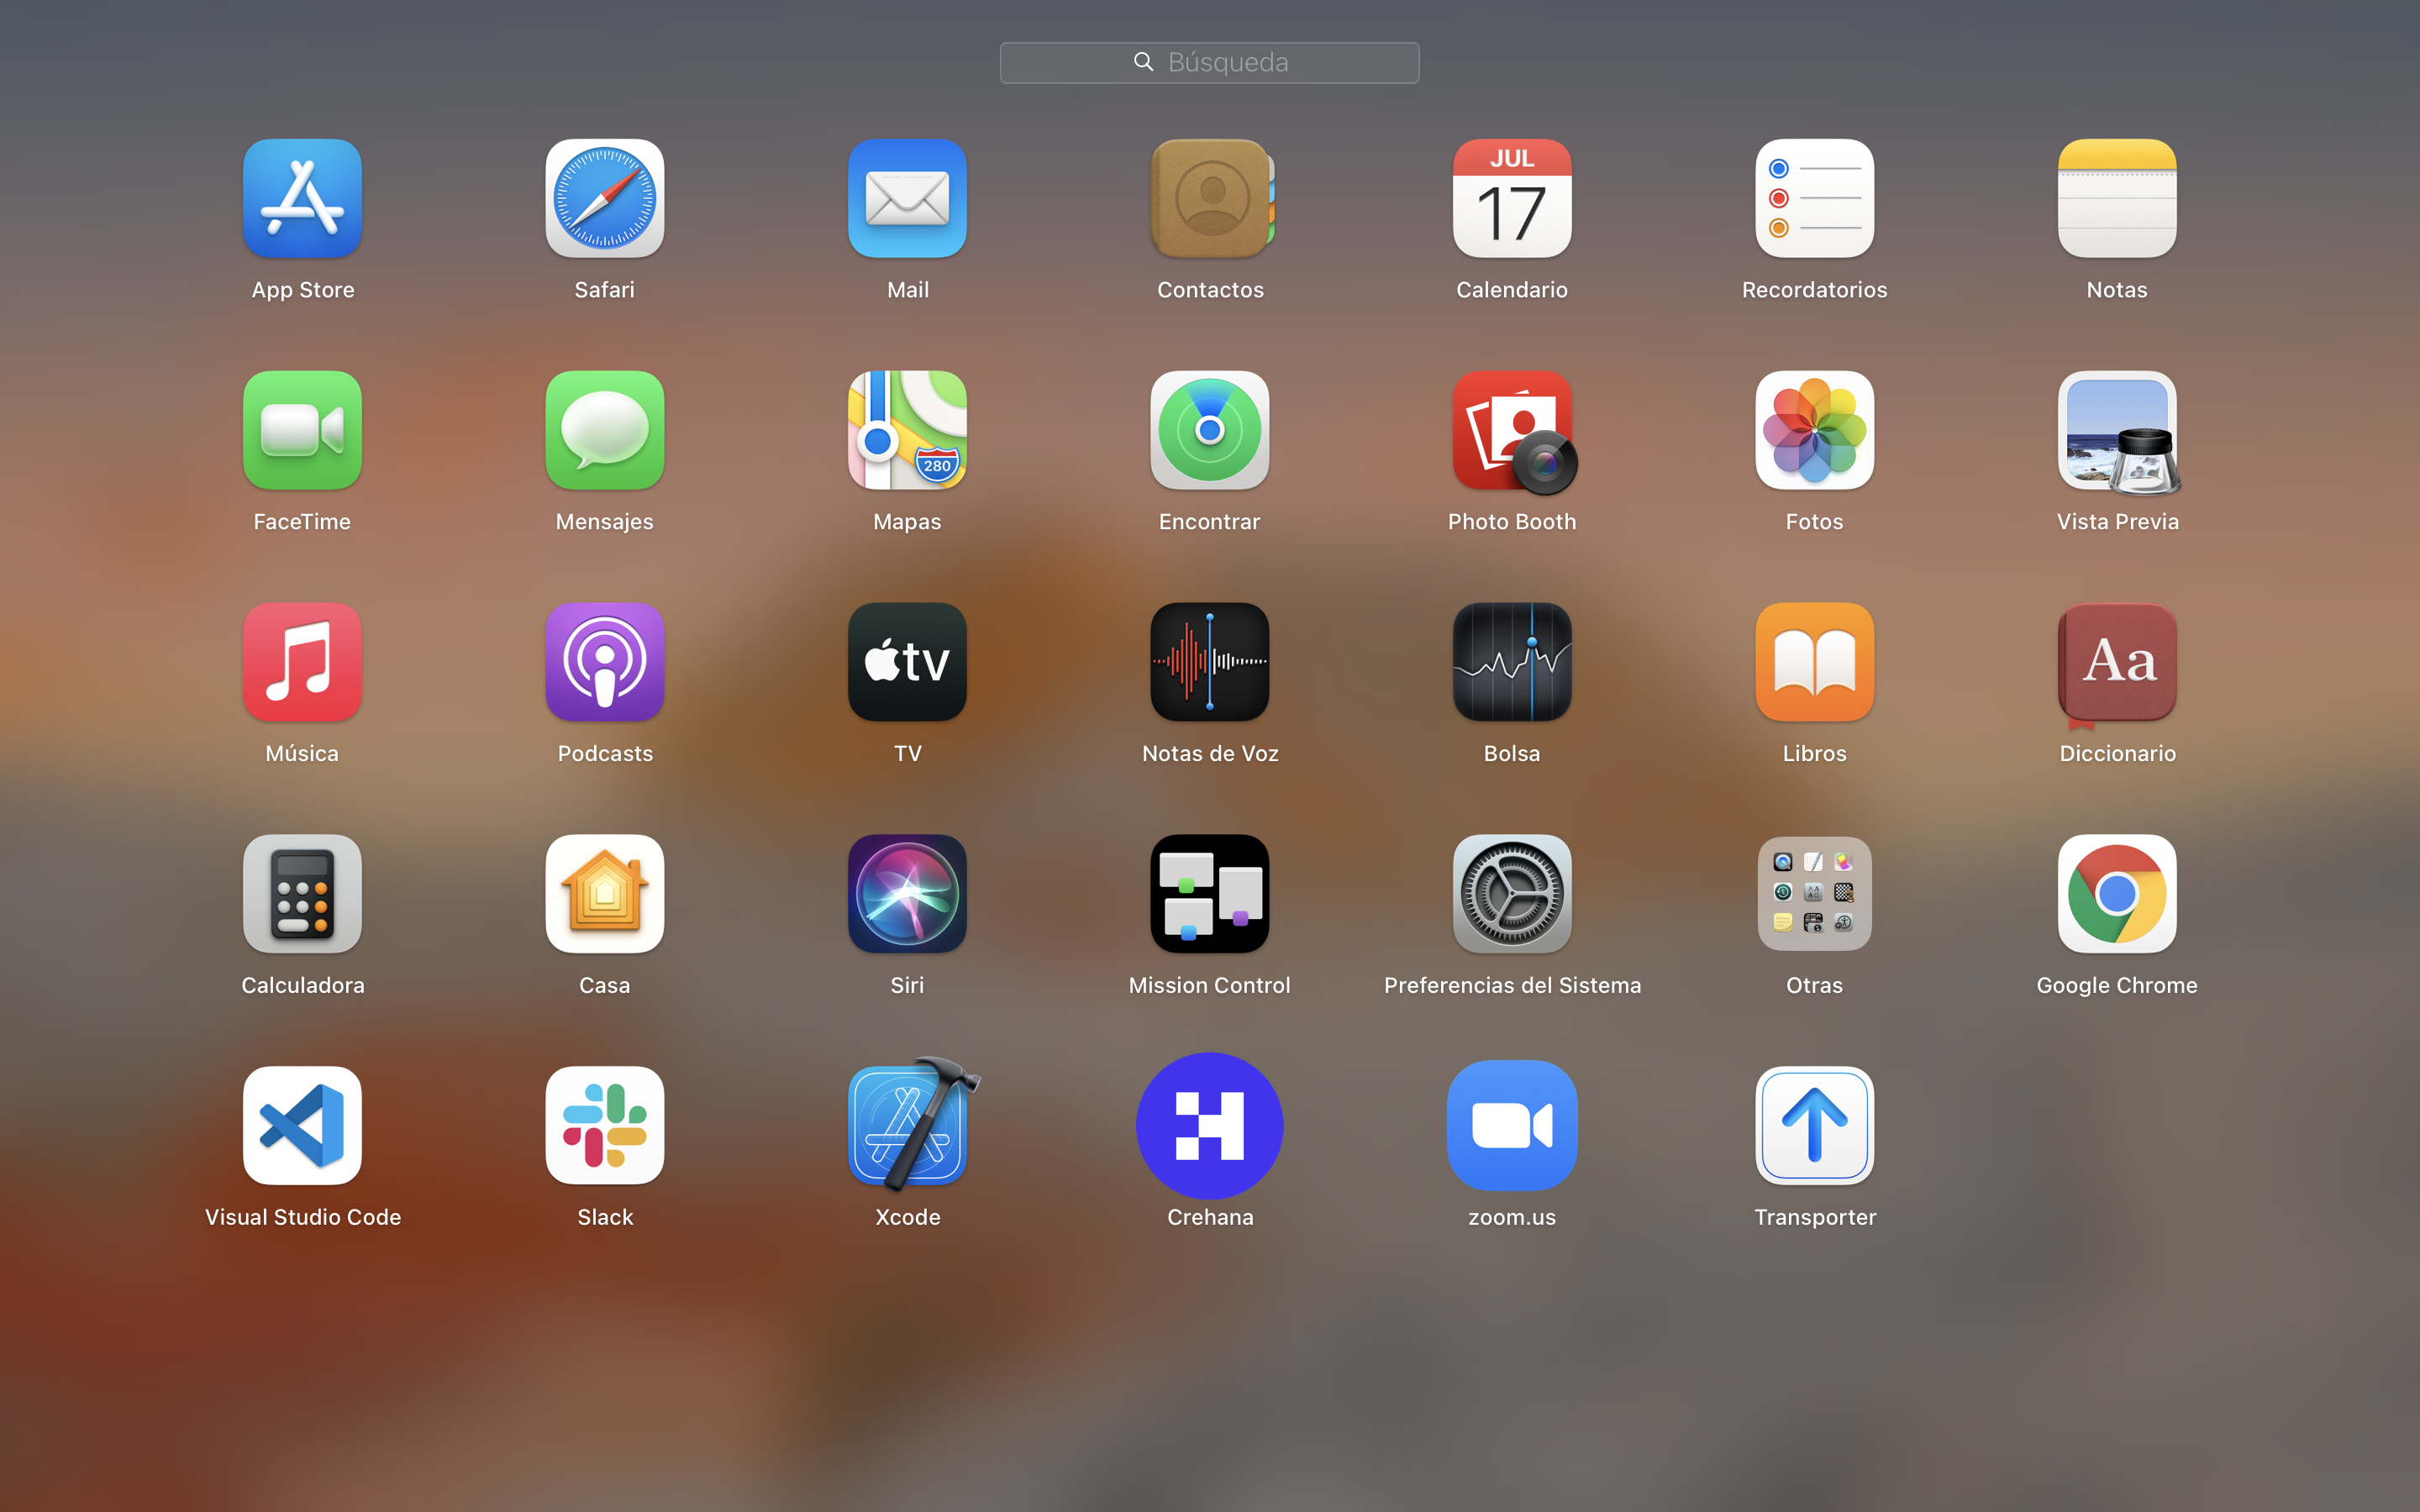 Búsqueda
JUL
17
App Store
Safari
Mail
Contactos
Calendario
Recordatorios
Notas
280
FaceTime
Mensajes
Mapas
Encontrar
Photo Booth
Fotos
Vista Previa
tv
Aa
Música
Podcasts
TV
Notas de Voz
Bolsa
Libros
Diccionario
Calculadora
Casa
Siri
Mission Control
Preferencias del Sistema
Otras
Google Chrome
Visual Studio Code
Slack
Xcode
Crehana
zoom.us
Transporter